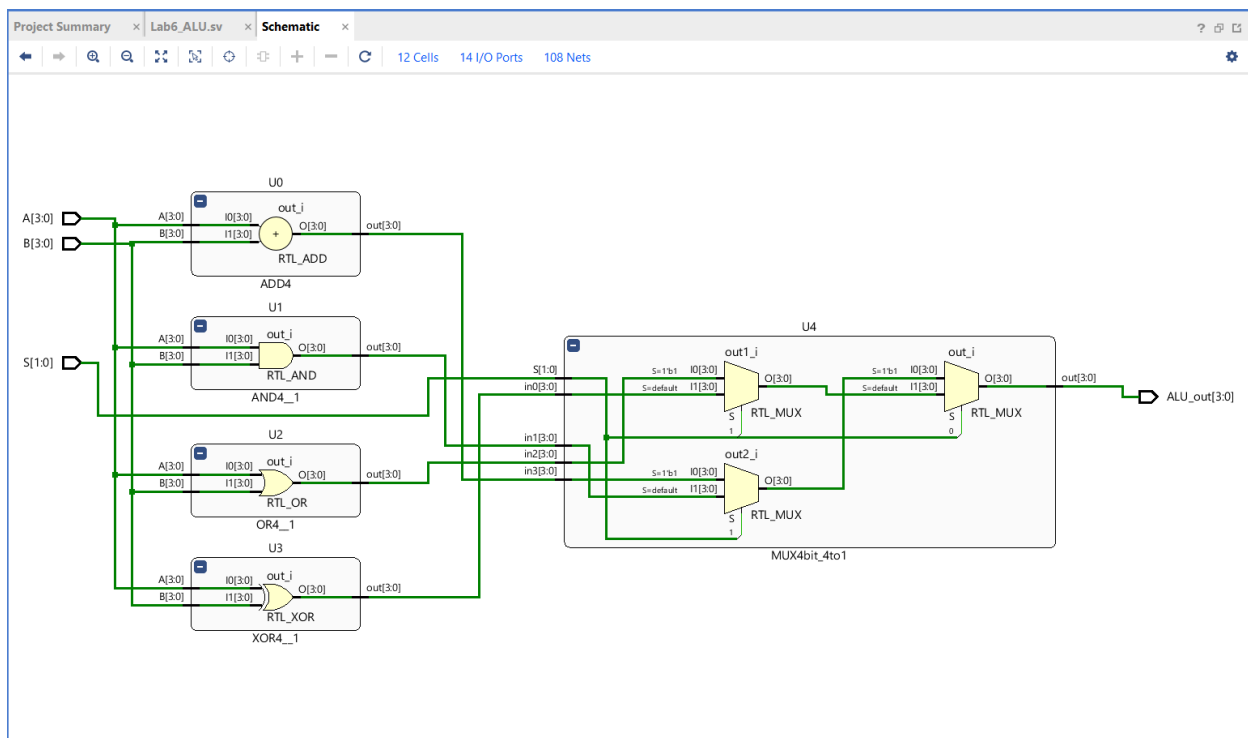 Project Summary × Lab6_ALU.sv × Schematic ×
?
12 Cells 14 I/O Ports 108 Nets
U0
out_i
A[3:0]
B[3:0]
A[3:0] I0[3:0]
B[3:0] I1[3:0]
+
O[3:0]
out[3:0]
RTL_ADD
ADD4
U1
out_i
A[3:0] I0[3:0]
B[3:0] I1[3:0]
O[3:0]
out[3:0]
RTL_AND
AND4__1
S[1:0]
U2
out_i
A[3:0] I0[3:0]
B[3:0] I1[3:0]
O[3:0]
out[3:0]
RTL_OR
OR4__1
U3
out_i
A[3:0] I0[3:0]
B[3:0] I1[3:0]
O[3:0]
out[3:0]
RTL_XOR
XOR4__1
U4
S[1:0]
in0[3:0]
in1[3:0]
in2[3:0]
in3[3:0]
out1_i
S=1'b1 I0[3:0]
S=default I1[3:0]
O[3:0]
S
RTL_MUX
1
out2_i
S=1'b1 I0[3:0]
S=default I1[3:0]
O[3:0]
S
RTL_MUX
1
out_i
S=1'b1 I0[3:0]
S=default I1[3:0]
O[3:0]
S
RTL_MUX
0
out[3:0]
ALU_out[3:0]
MUX4bit_4to1